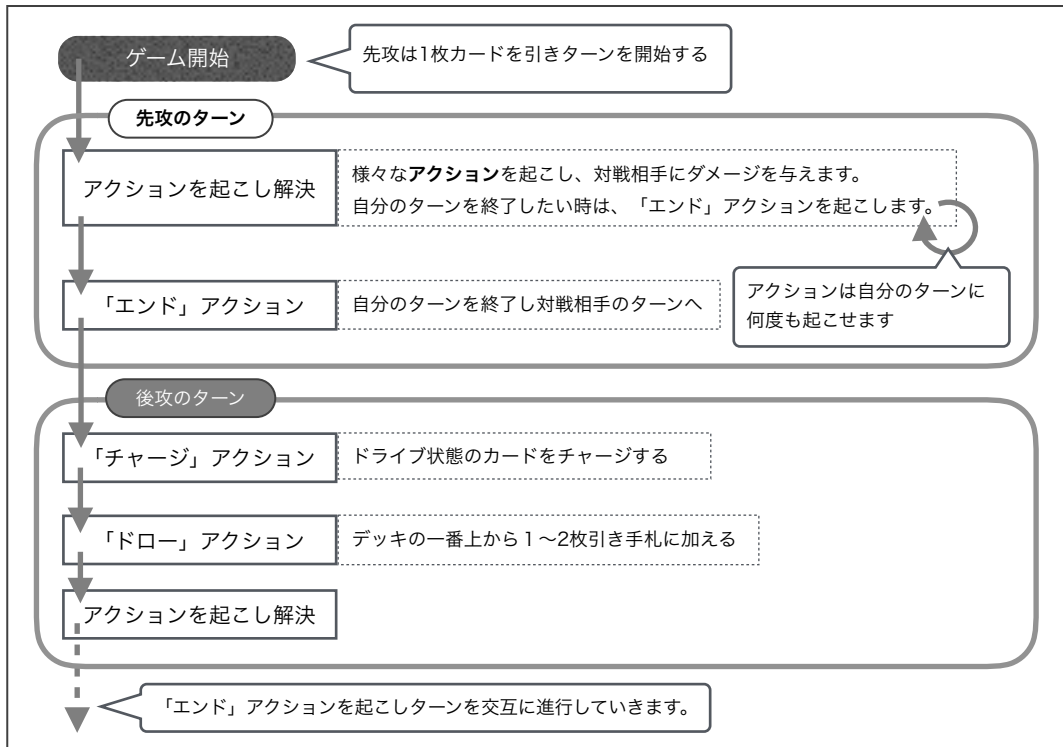 ゲーム開始
先攻は1枚カードを引きターンを開始する
先攻のターン
アクションを起こし解決
様々なアクションを起こし、対戦相手にダメージを与えます。
自分のターンを終了したい時は、「エンド」アクションを起こします。
「エンド」アクション
自分のターンを終了し対戦相手のターンへ
アクションは自分のターンに
何度も起こせます
後攻のターン
「チャージ」アクション
ドライブ状態のカードをチャージする
「ドロー」アクション
デッキの一番上から１〜2枚引き手札に加える
アクションを起こし解決
「エンド」アクションを起こしターンを交互に進行していきます。